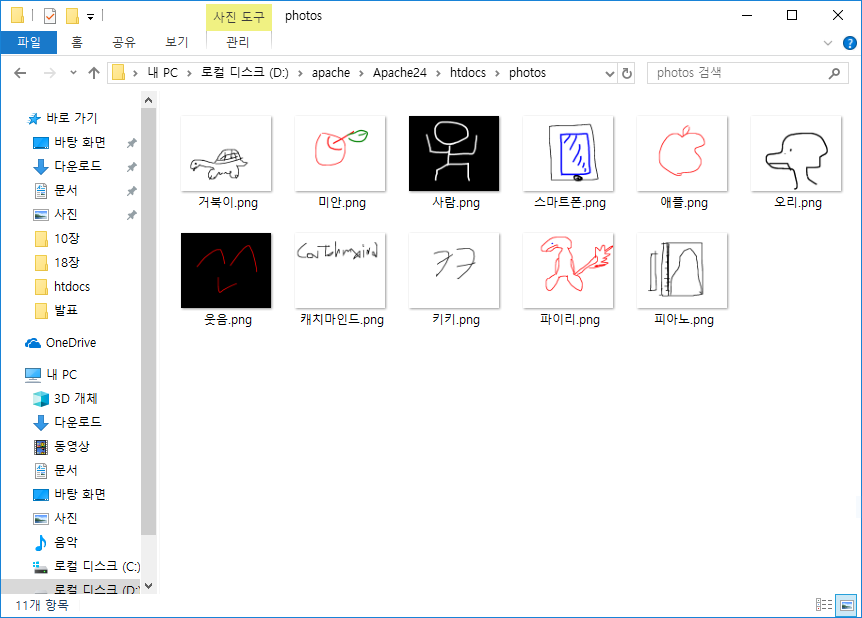 사진 도구 photos
파일 홈 공유 보기 관리
내 PC 로컬 디스크 (D:) apache Apache24 htdocs photos
photos 검색
바로 가기
바탕 화면
다운로드
문서
사진
10장
18장
htdocs
발표
OneDrive
내 PC
3D 개체
다운로드
동영상
문서
바탕 화면
사진
음악
로컬 디스크 (C:)
로컬 디스크 (D:
거북이.png 미안.png 사람.png 스마트폰.png 애플.png 오리.png
웃음.png 캐치마인드.png 키키.png 파이리.png 피아노.png
11개 항목